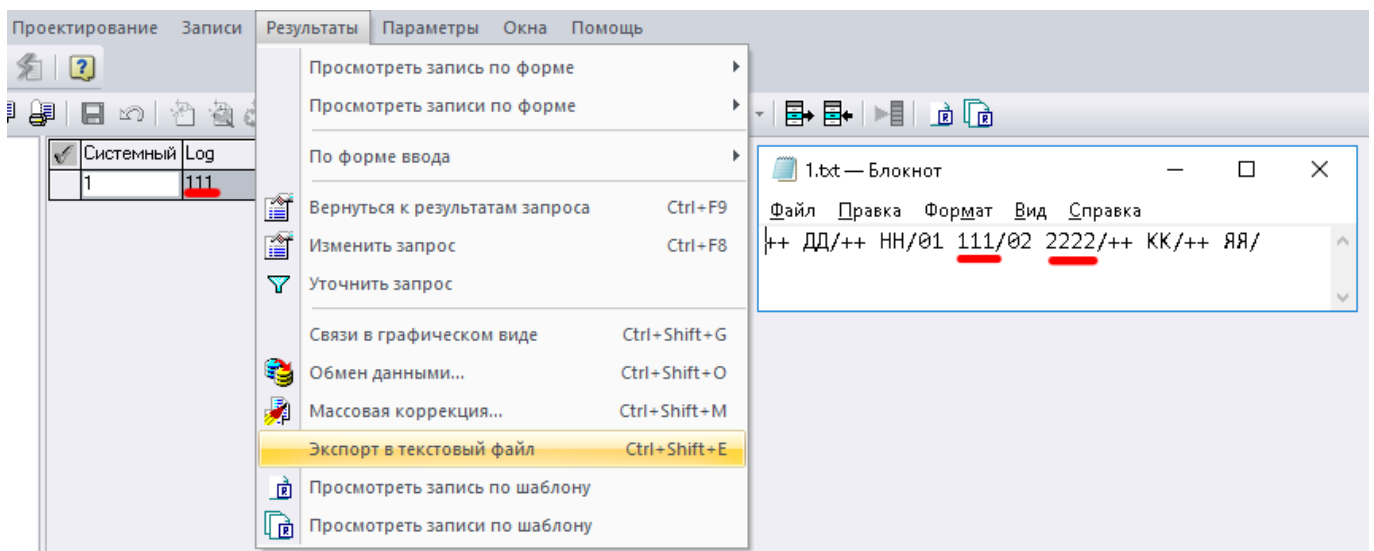 Проектирование Записи Результаты Параметры Окна Помощь
Просмотреть запись по форме
Просмотреть записи по форме
По форме ввода
Вернуться к результатам запроса Ctrl+F9
Изменить запрос Ctrl+F8
Уточнить запрос
Связи в графическом виде Ctrl+Shift+G
Обмен данными... Ctrl+Shift+O
Массовая коррекция... Ctrl+Shift+M
Экспорт в текстовый файл Ctrl+Shift+E
Просмотреть запись по шаблону
Просмотреть записи по шаблону
Системный Log
1 111
1.txt — Блокнот
Файл Правка Формат Вид Справка
++ ДД/++ НН/01 111/02 2222/++ КК/++ ЯЯ/